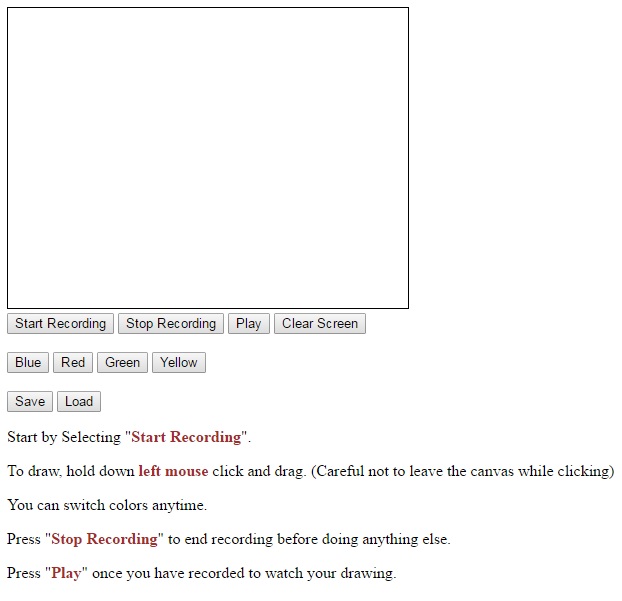 Start Recording Stop Recording Play Clear Screen
Blue Red Green Yellow
Save Load
Start by Selecting "Start Recording".
To draw, hold down left mouse click and drag. (Careful not to leave the canvas while clicking)
You can switch colors anytime.
Press "Stop Recording" to end recording before doing anything else.
Press "Play" once you have recorded to watch your drawing.